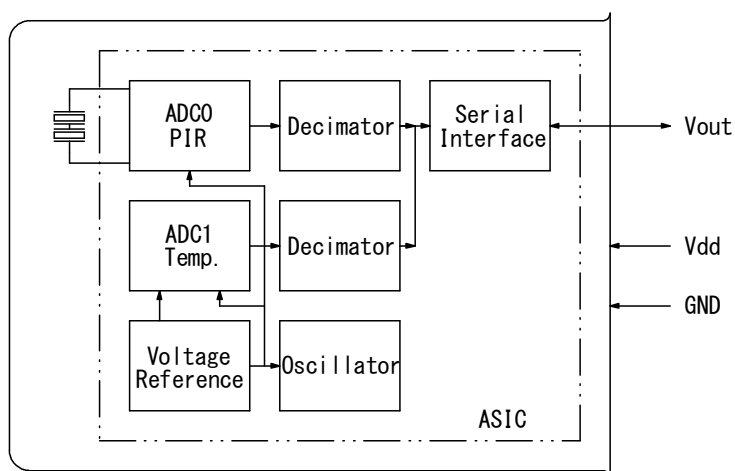 ADC0
PIR
Decimator
Serial
Interface
Vout
ADC1
Temp.
Decimator
Vdd
GND
Voltage
Reference
Oscillator
ASIC